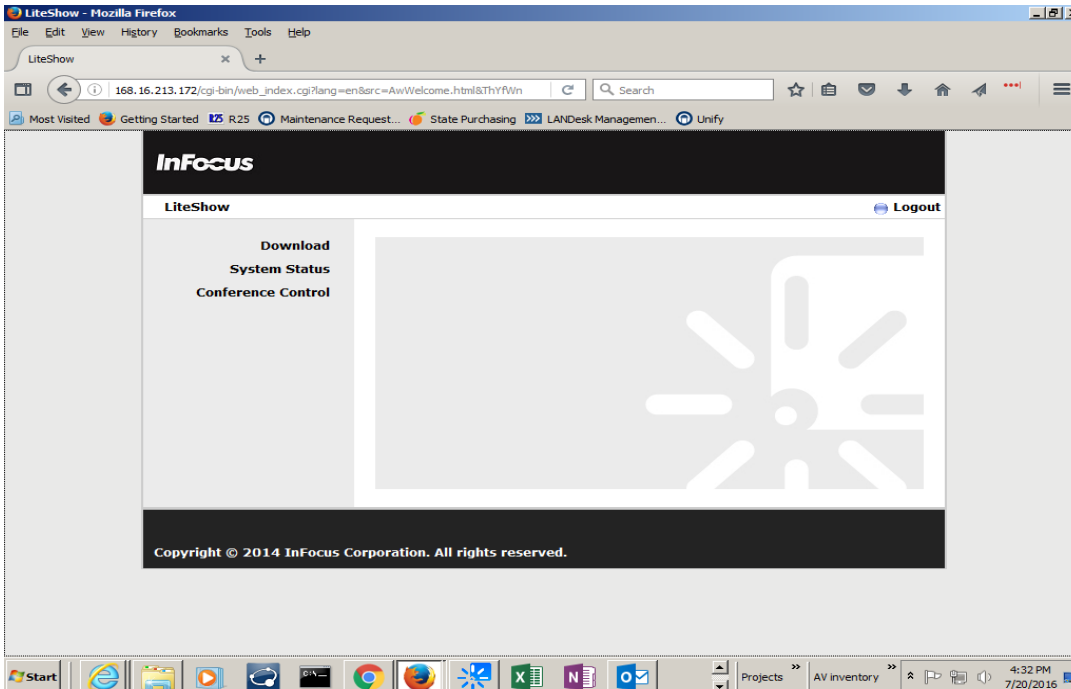 LiteShow - Mozilla Firefox
File Edit View History Bookmarks Tools Help
LiteShow × +
168.16.213.172/cgi-bin/web_index.cgi?lang=en&src=AwWelcome.html&ThYfWn Search
Most Visited Getting Started 25 R25 Maintenance Request... State Purchasing LANDesk Managemen... Unify
InFocus
LiteShow Logout
Download
System Status
Conference Control
Copyright © 2014 InFocus Corporation. All rights reserved.
Start Projects » AV inventory » 4:32 PM
7/20/2016